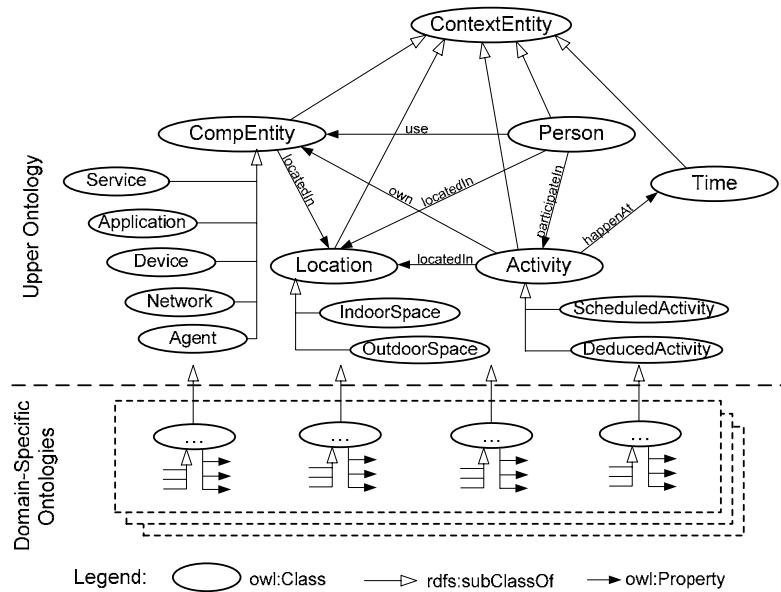 ContextEntity
CompEntity
use
Person
Upper Ontology
Service
locatedIn
own
locatedIn
participateIn
Time
Application
happenAt
Device
Location
locatedIn
Activity
Network
IndoorSpace
ScheduledActivity
Agent
OutdoorSpace
DeducedActivity
Domain-Specific
Ontologies
...
...
...
...
Legend:
owl:Class
rdfs:subClassOf
owl:Property